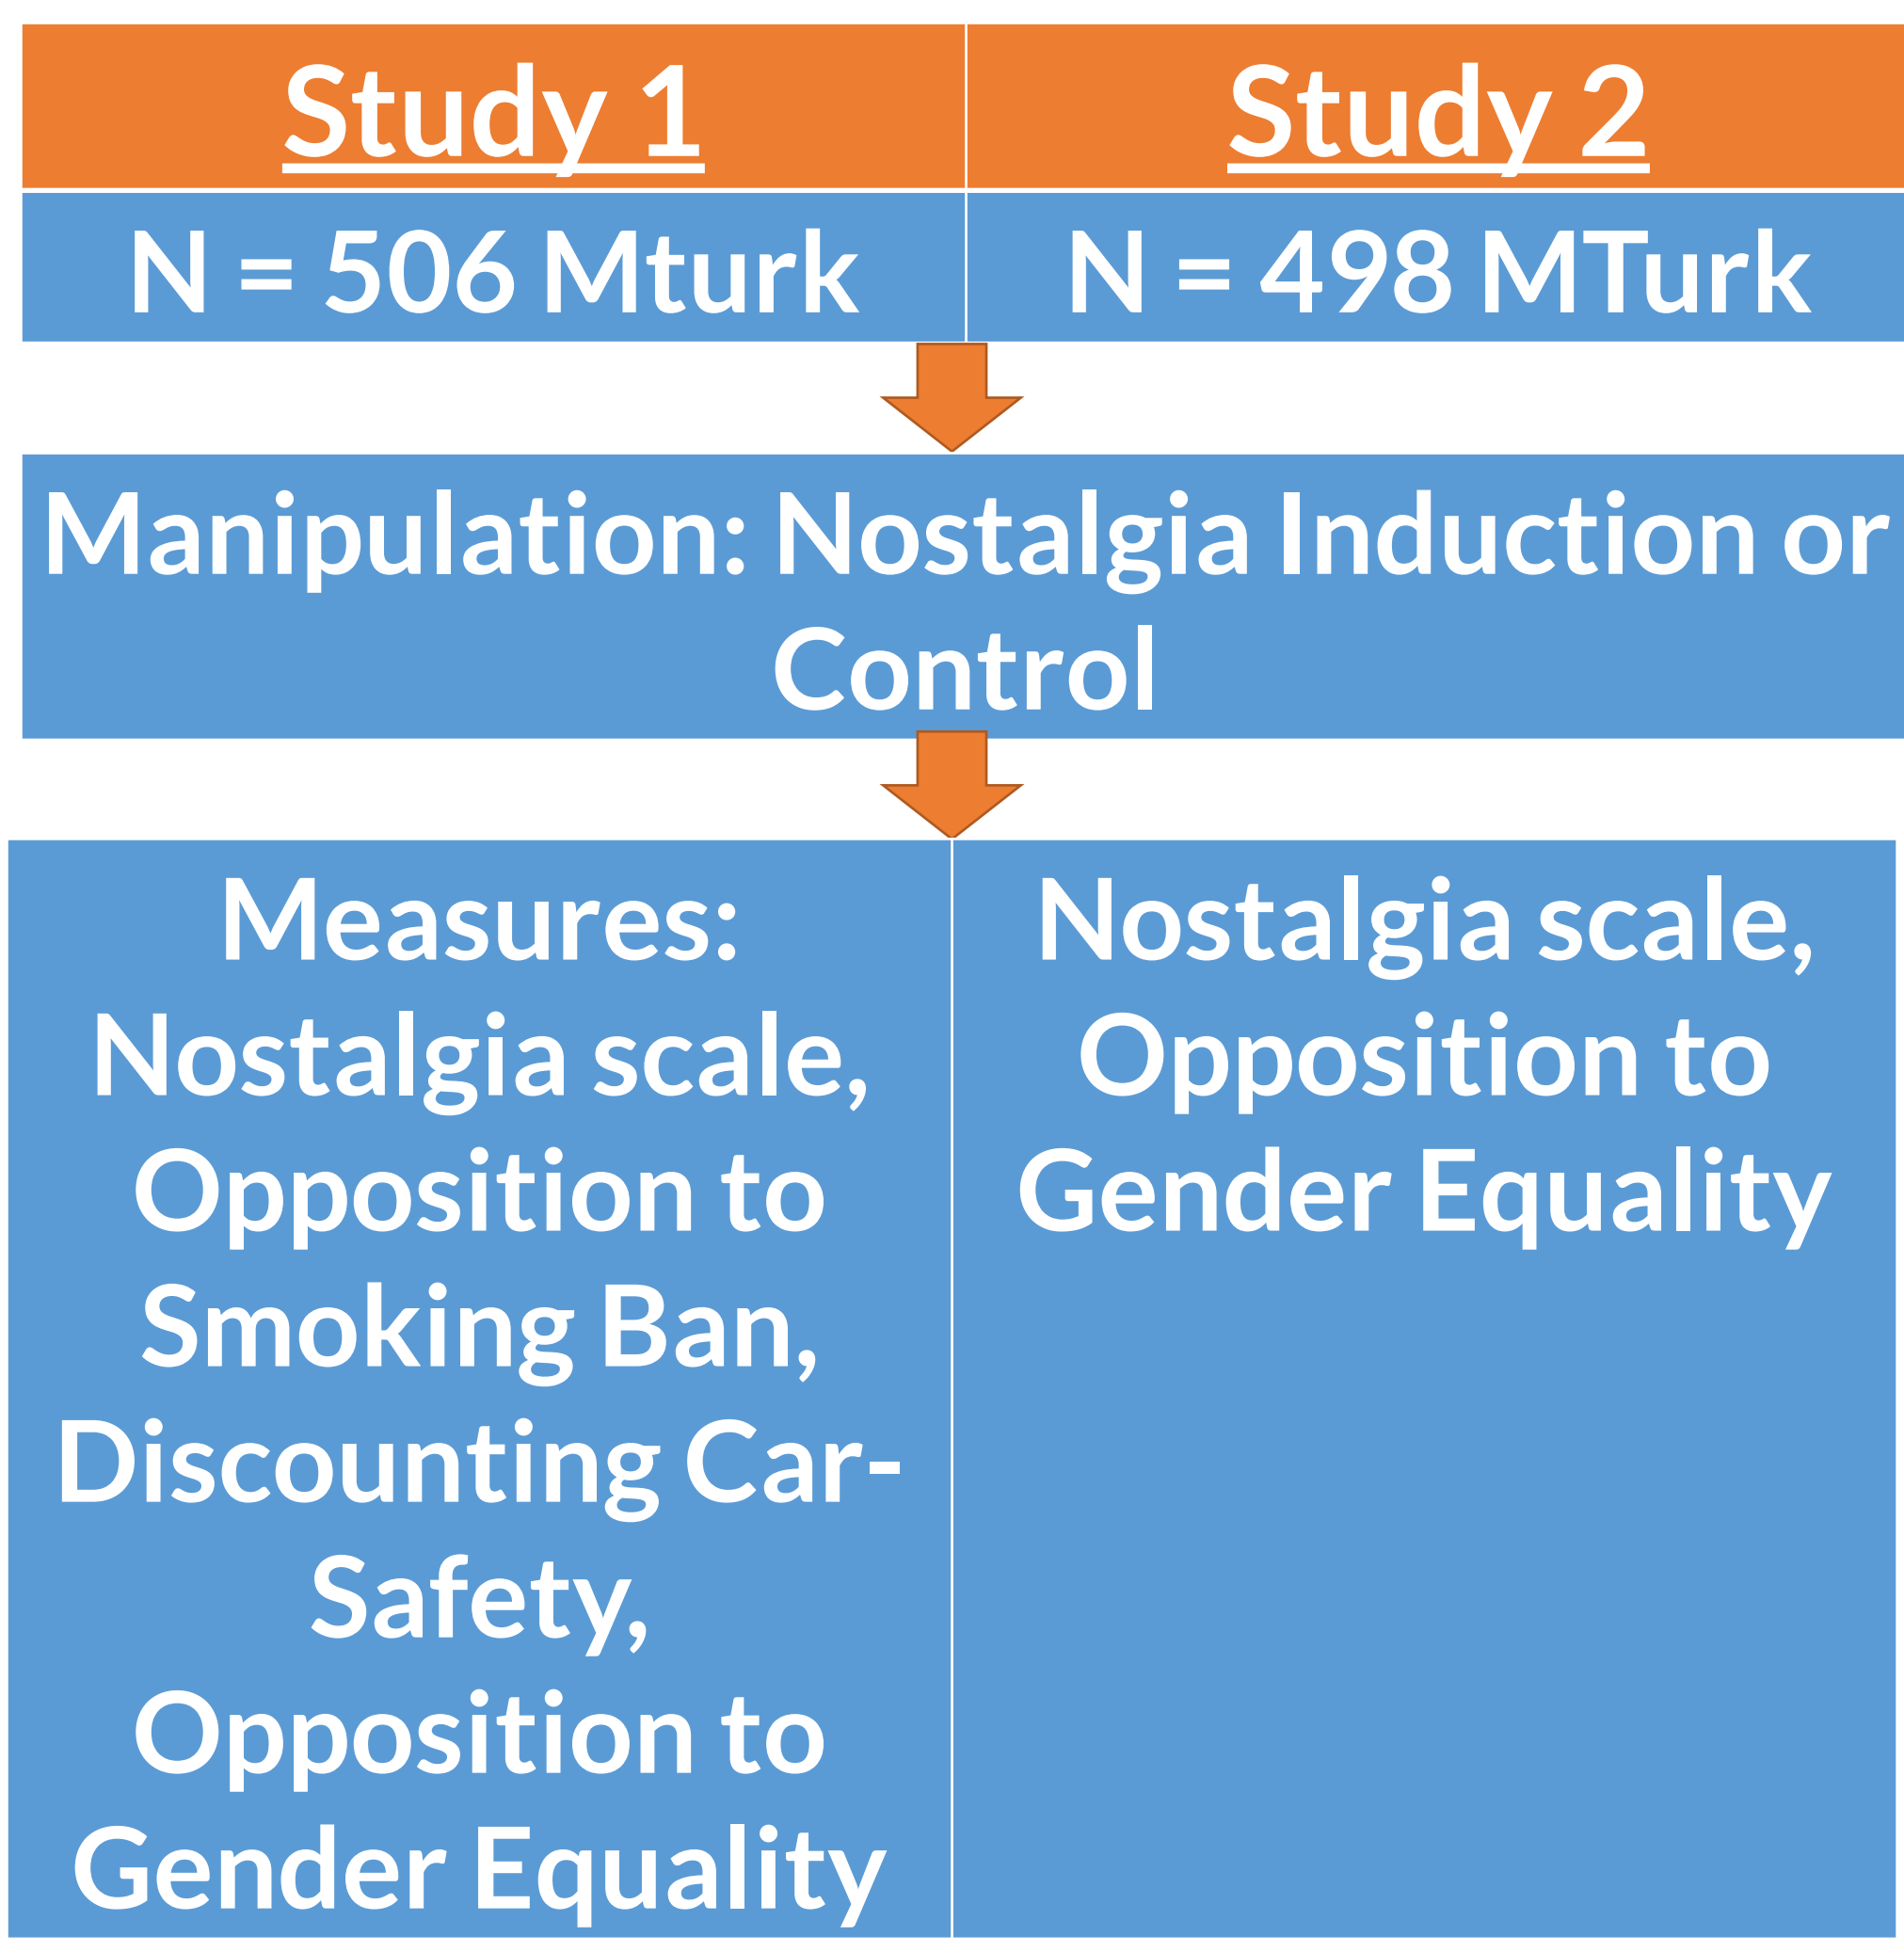 Study 1
Study 2
N = 506 Mturk
N = 498 MTurk
Manipulation: Nostalgia Induction or
Control
Measures:
Nostalgia scale,
Opposition to
Smoking Ban,
Discounting Car-
Safety,
Opposition to
Gender Equality
Nostalgia scale,
Opposition to
Gender Equality